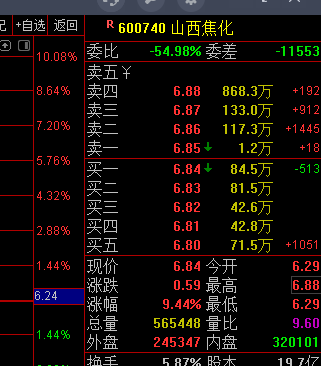 +自选 返回
R 600740 山西焦化
委比 -54.98% 委差 -11553
卖五 ¥
卖四 6.88 868.3万 +192
卖三 6.87 133.0万 +912
卖二 6.86 117.3万 +1445
卖一 6.85 1.2万 +18
买一 6.84 84.5万 -513
买二 6.83 81.5万
买三 6.82 42.6万
买四 6.81 42.8万
买五 6.80 71.5万 +1051
现价 6.84 今开 6.29
涨跌 0.59 最高 6.88
涨幅 9.44% 最低 6.29
总量 565448 量比 9.60
外盘 245347 内盘 320101
换手 5.87% 股本 19.7亿
10.08%
8.64%
7.20%
5.76%
4.32%
2.88%
1.44%
6.24
1.44%